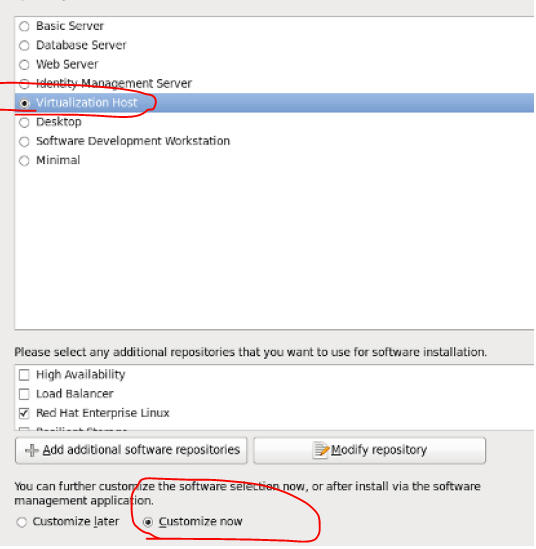 Basic Server
Database Server
Web Server
Identity Management Server
Virtualization Host
Desktop
Software Development Workstation
Minimal
Please select any additional repositories that you want to use for software installation.
High Availability
Load Balancer
Red Hat Enterprise Linux
Resilient Storage
Add additional software repositories
Modify repository
You can further customize the software selection now, or after install via the software
management application.
Customize later
Customize now